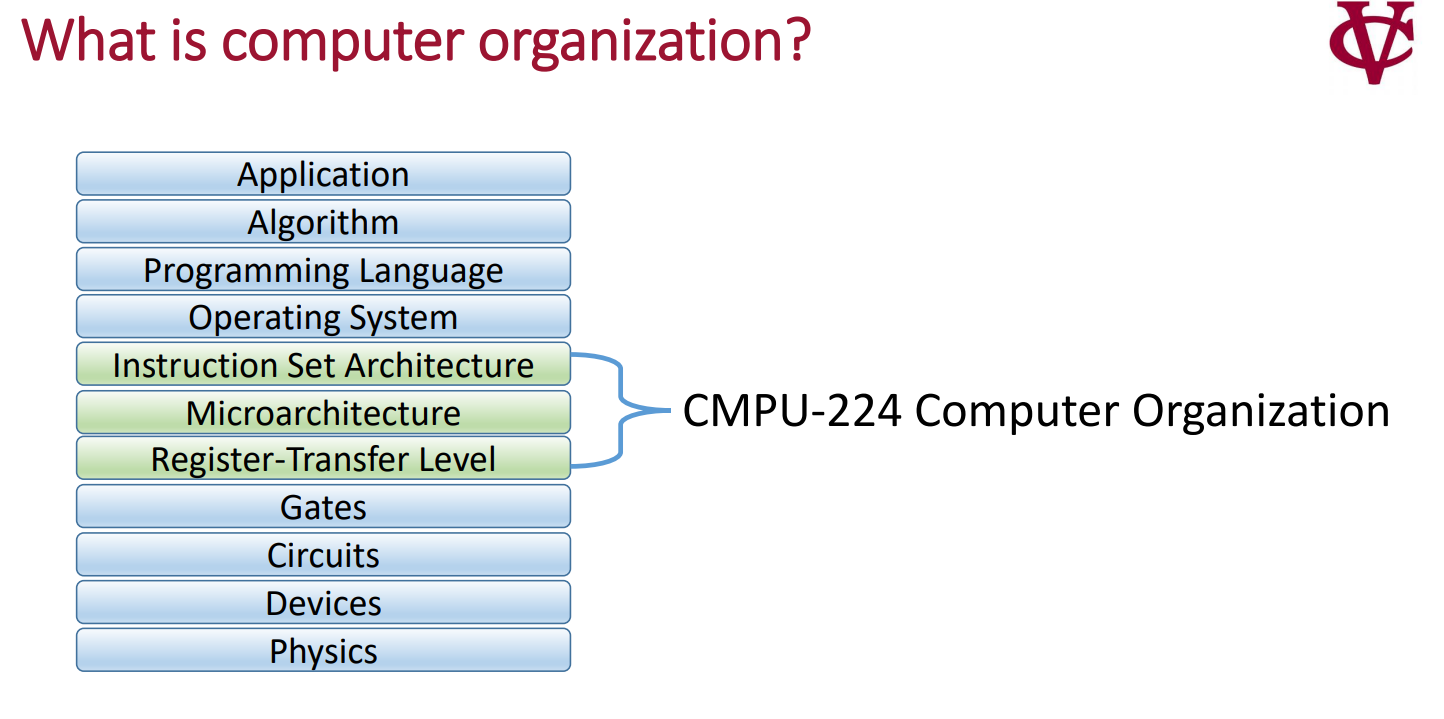 What is computer organization?
VC
Application
Algorithm
Programming Language
Operating System
Instruction Set Architecture
Microarchitecture
Register-Transfer Level
CMPU-224 Computer Organization
Gates
Circuits
Devices
Physics